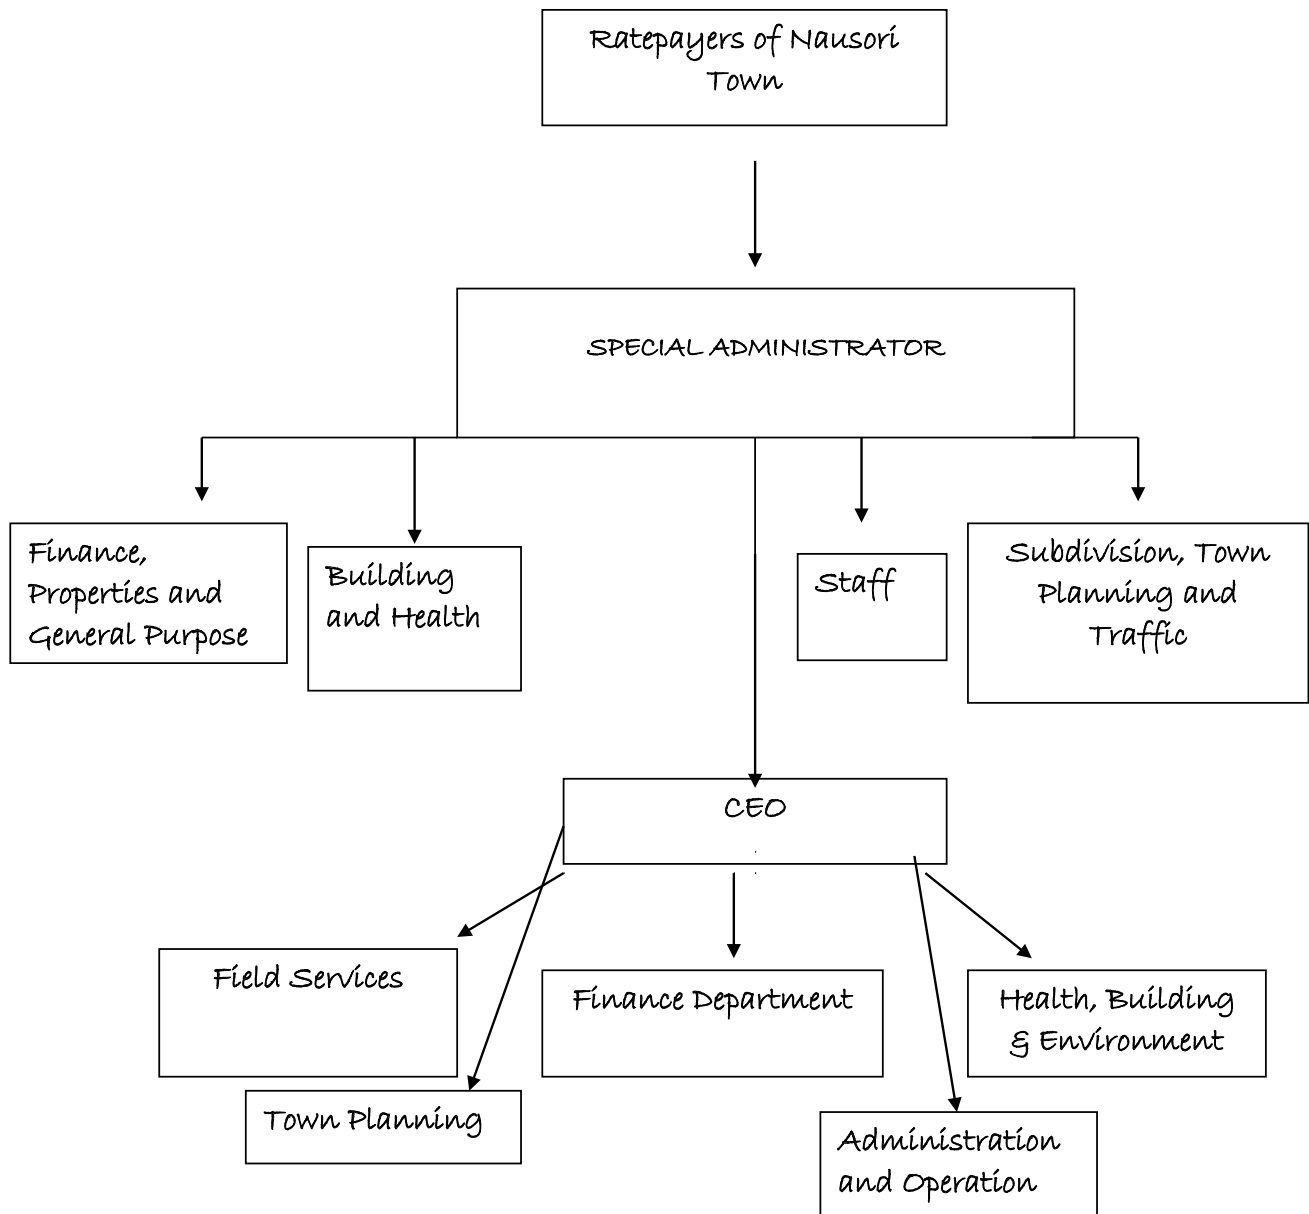 Ratepayers of Nausori
Town
SPECIAL ADMINISTRATOR
Finance,
Properties and
General Purpose
Building
and Health
Staff
Subdivision, Town
Planning and
Traffic
CEO
Field Services
Finance Department
Health, Building
& Environment
Town Planning
Administration
and Operation